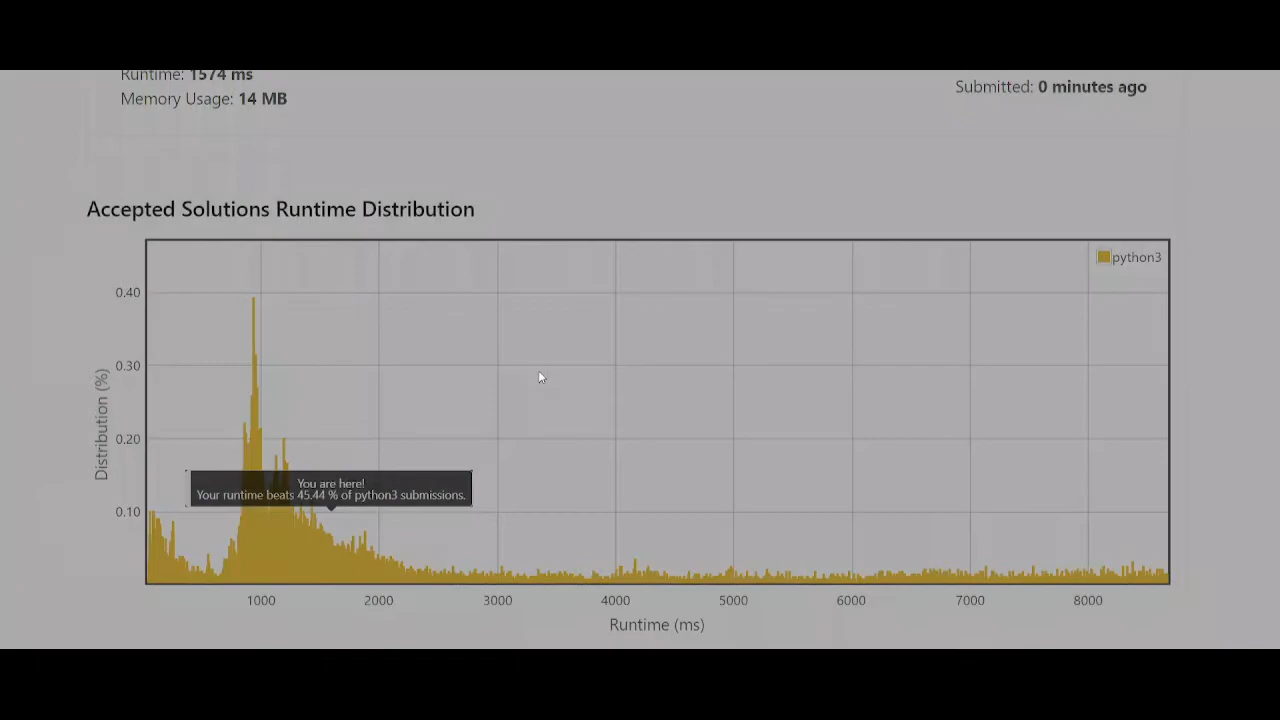 Runtime: 1574 ms
Memory Usage: 14 MB
Submitted: 0 minutes ago
Accepted Solutions Runtime Distribution
python3
0.40
0.30
0.20
0.10
Distribution (%)
You are here!
Your runtime beats 45.44 % of python3 submissions.
1000 2000 3000 4000 5000 6000 7000 8000
Runtime (ms)